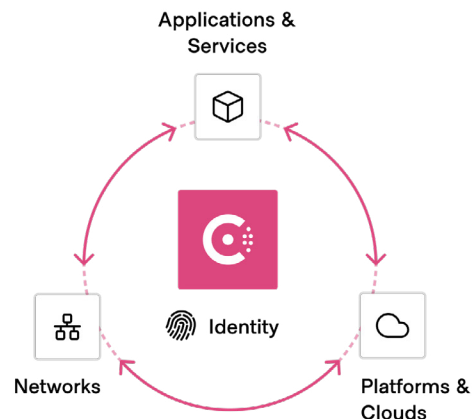 Applications &
Services
Identity
Networks
Platforms &
Clouds